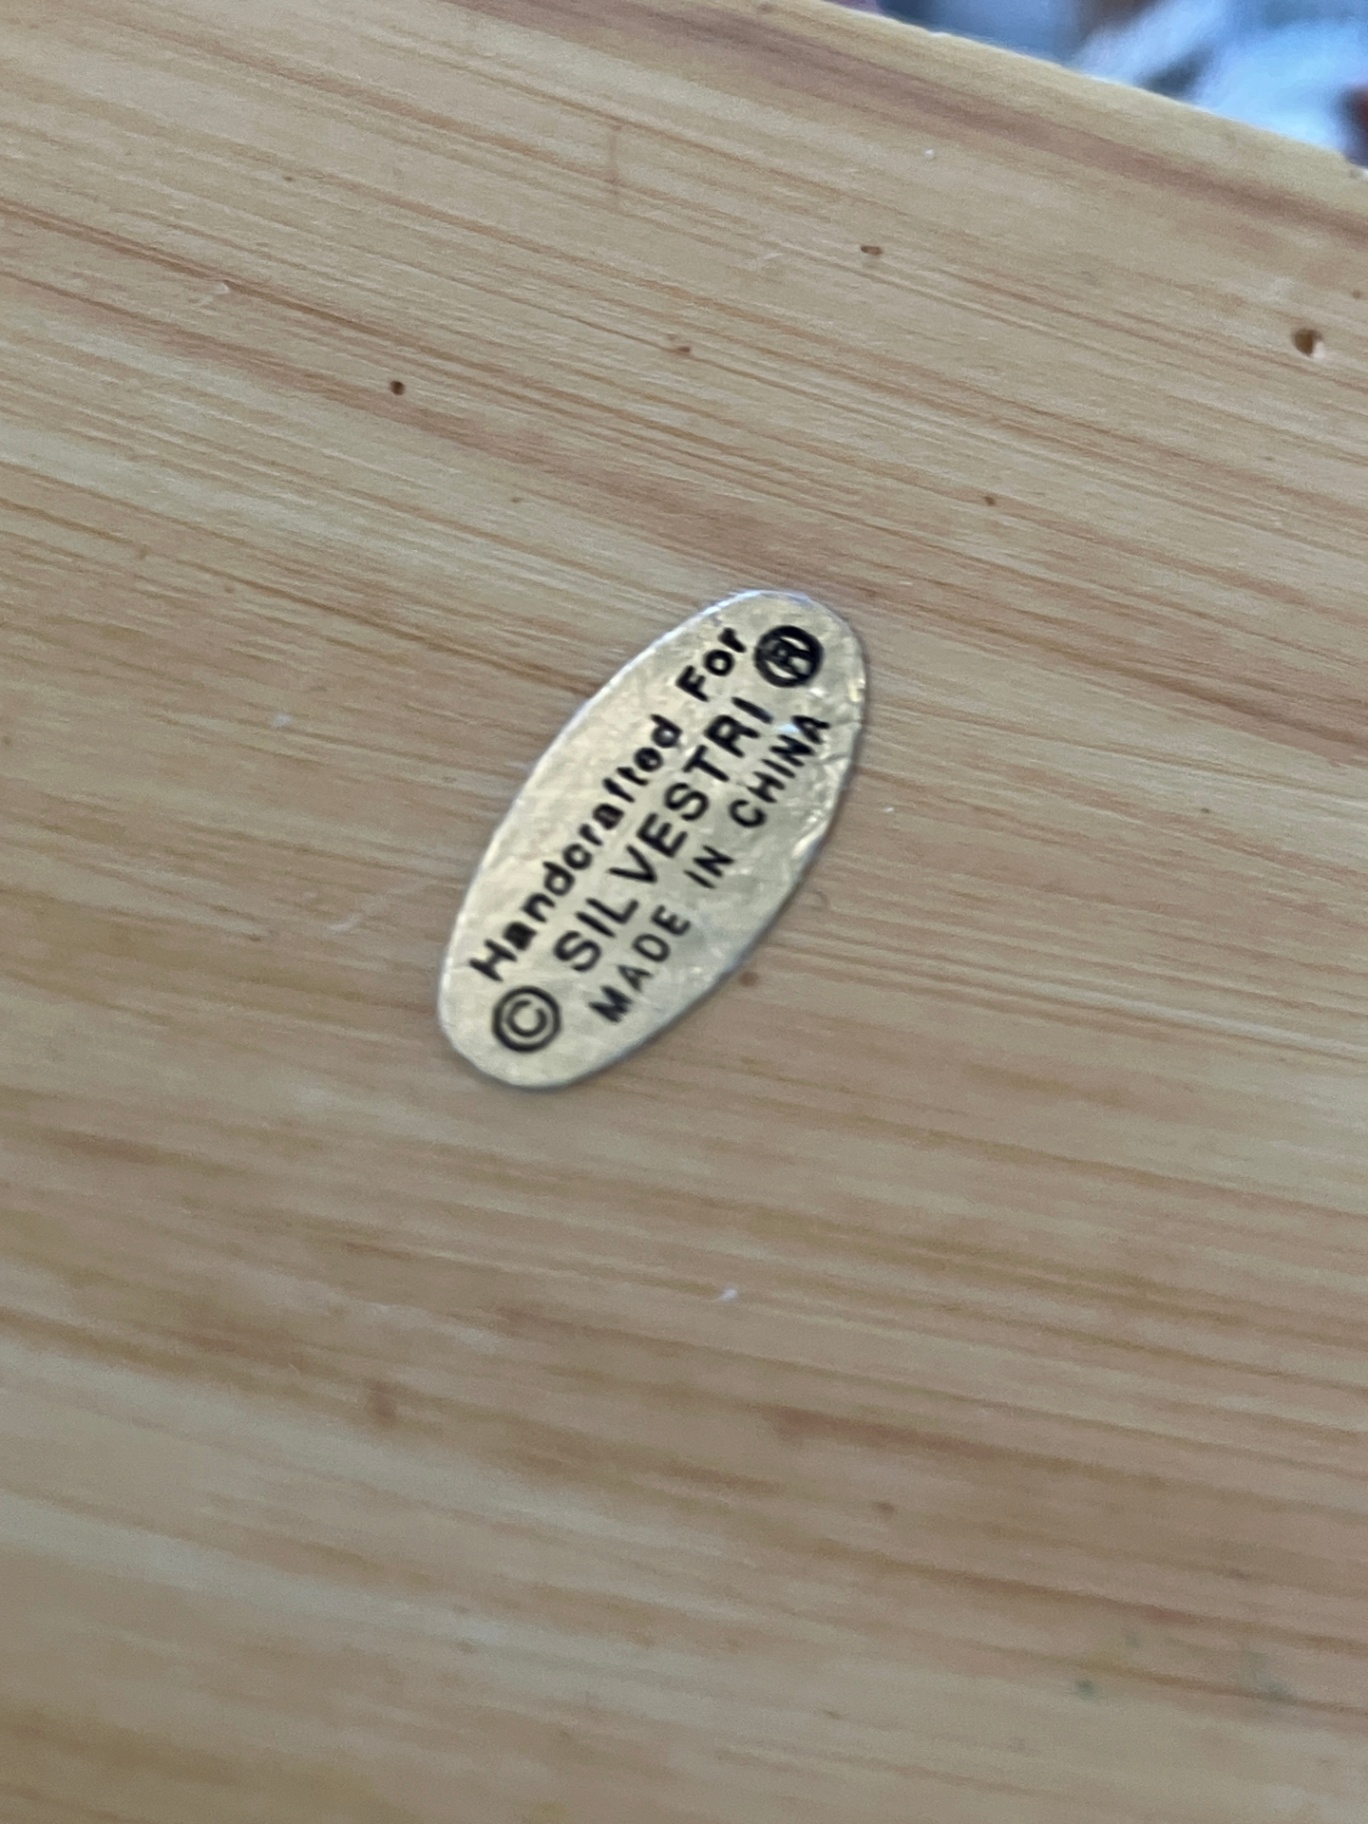 Handcrafted For
© SILVESTRI ®
MADE IN CHINA